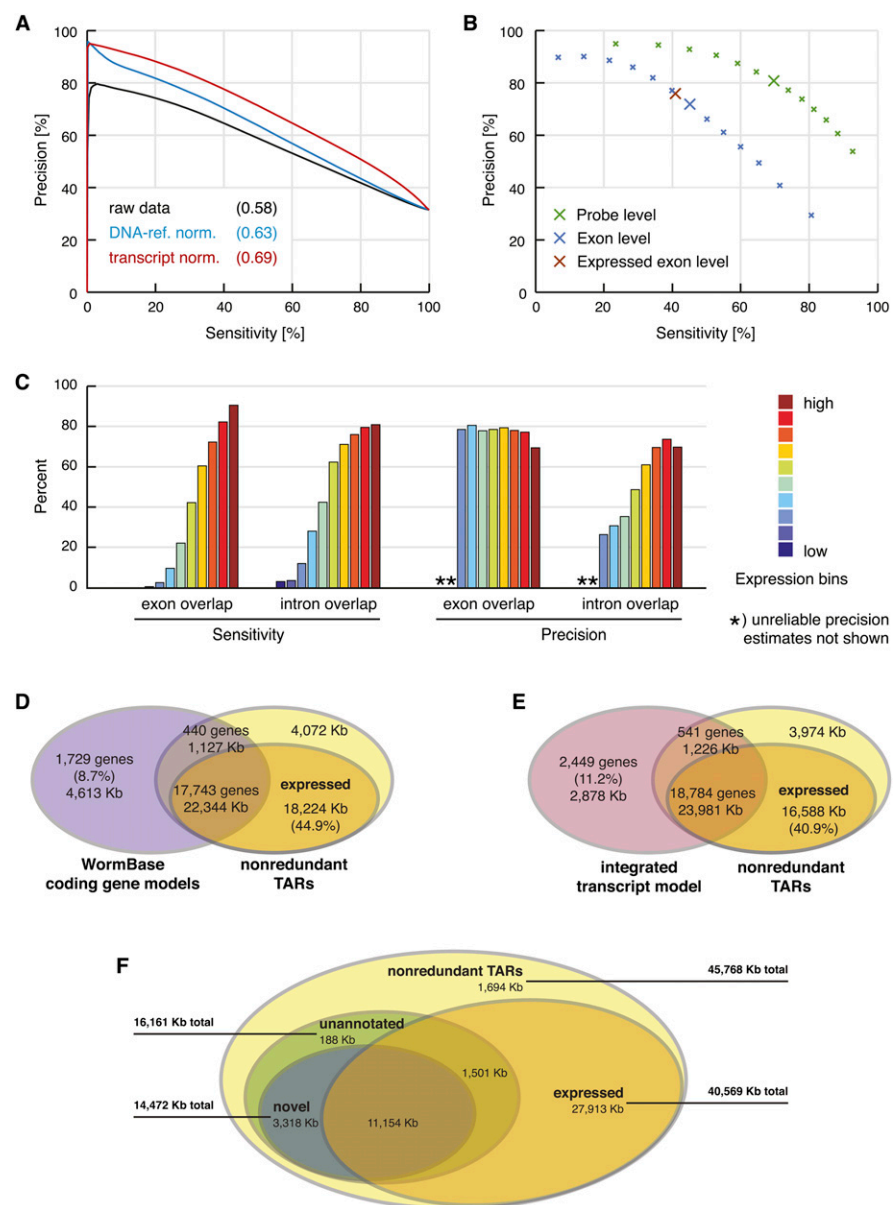 A
100
80
60
40
20
0
Precision [%]
raw data (0.58)
DNA-ref. norm. (0.63)
transcript norm. (0.69)
0 20 40 60 80 100
Sensitivity [%]
B
100
80
60
40
20
0
Precision [%]
Probe level
Exon level
Expressed exon level
0 20 40 60 80 100
Sensitivity [%]
C
100
80
60
40
20
0
Percent
** **
exon overlap intron overlap exon overlap intron overlap
Sensitivity Precision
high
low
Expression bins
*) unreliable precision
estimates not shown
D
1,729 genes
(8.7%)
4,613 Kb
440 genes
1,127 Kb
4,072 Kb
17,743 genes
22,344 Kb
expressed
18,224 Kb
(44.9%)
WormBase
coding gene models
nonredundant
TARs
E
2,449 genes
(11.2%)
2,878 Kb
541 genes
1,226 Kb
3,974 Kb
18,784 genes
23,981 Kb
expressed
16,588 Kb
(40.9%)
integrated
transcript model
nonredundant
TARs
F
nonredundant TARs
1,694 Kb
45,768 Kb total
16,161 Kb total
unannotated
188 Kb
1,501 Kb
expressed
27,913 Kb
40,569 Kb total
14,472 Kb total
novel
3,318 Kb
11,154 Kb